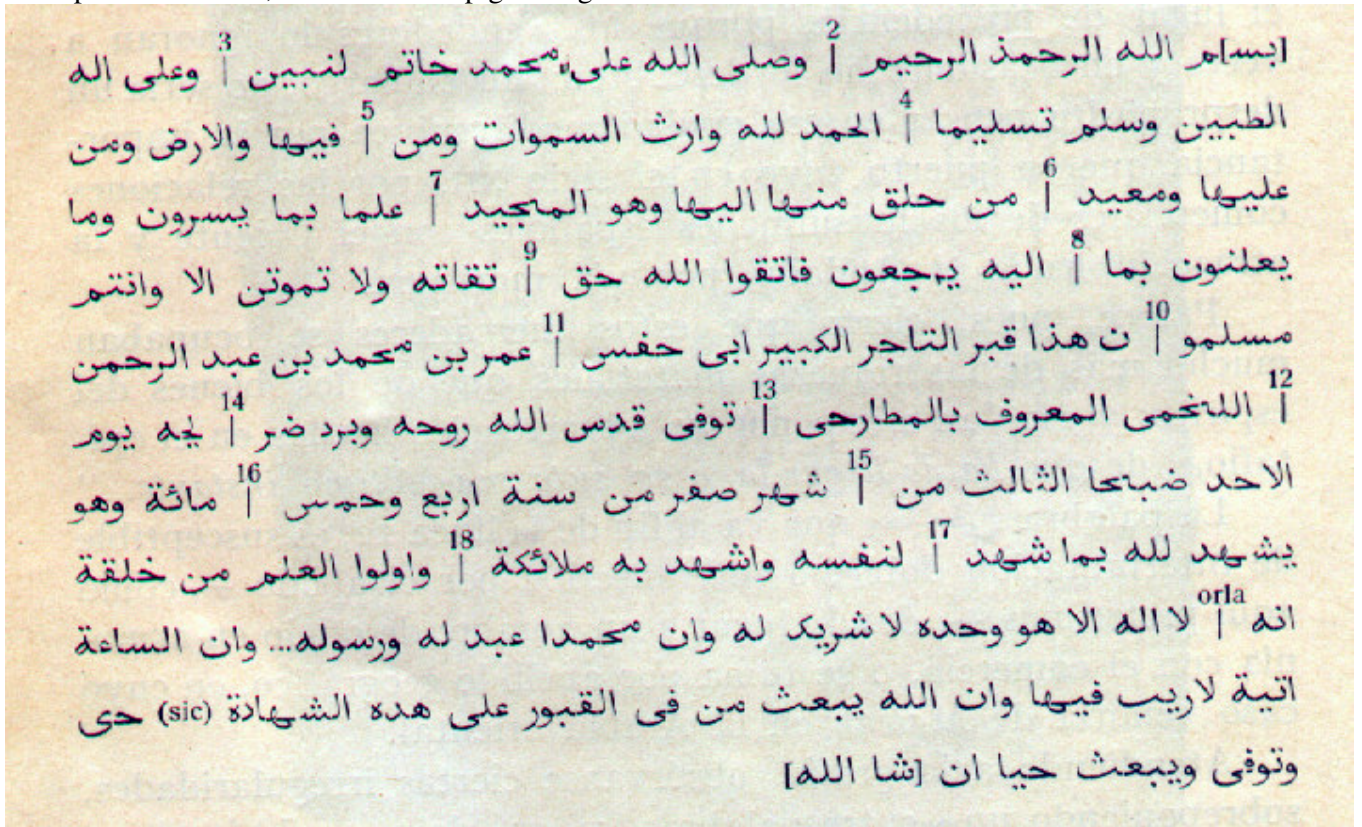 [بسـ]ـم الله الرحمذ الرحيم | 2 وصلى الله على محمد خاتم لنبين | 3 وعلى اله
الطبيين وسلم تسليما | 4 الحمد لله وارث السموات ومن | 5 فيها والارض ومن
عليها ومعيد | 6 من حلق منها اليها وهو المجيد | 7 علما بما يسرون وما
يعلنون بما | 8 اليه يرجعون فاتقوا الله حق | 9 تقاته ولا تموتن الا وانتم
مسلمو | 10 ن هذا قبر التاجر الكبير ابى حفس | 11 عمر بن محمد بن عبد الرحمن
| 12 اللخمى المعروف بالمطارحى | 13 توفى قدس الله روحه وبرد ضر | 14 يحه يوم
الاحد ضبحا الثالث من | 15 شهر صفر من سنة اربع وحمس | 16 مائة وهو
يشهد لله بما شهد | 17 لنفسه واشهد به ملائكة | 18 واولوا العلم من خلقة
انه | orla لا اله الا هو وحده لا شريك له وان محمدا عبد له ورسوله... وان الساعة
اتية لاريب فيها وان الله يبعث من فى القبور على هده الشهادة (sic) حى
وتوفى ويبعث حيا ان [شا الله]